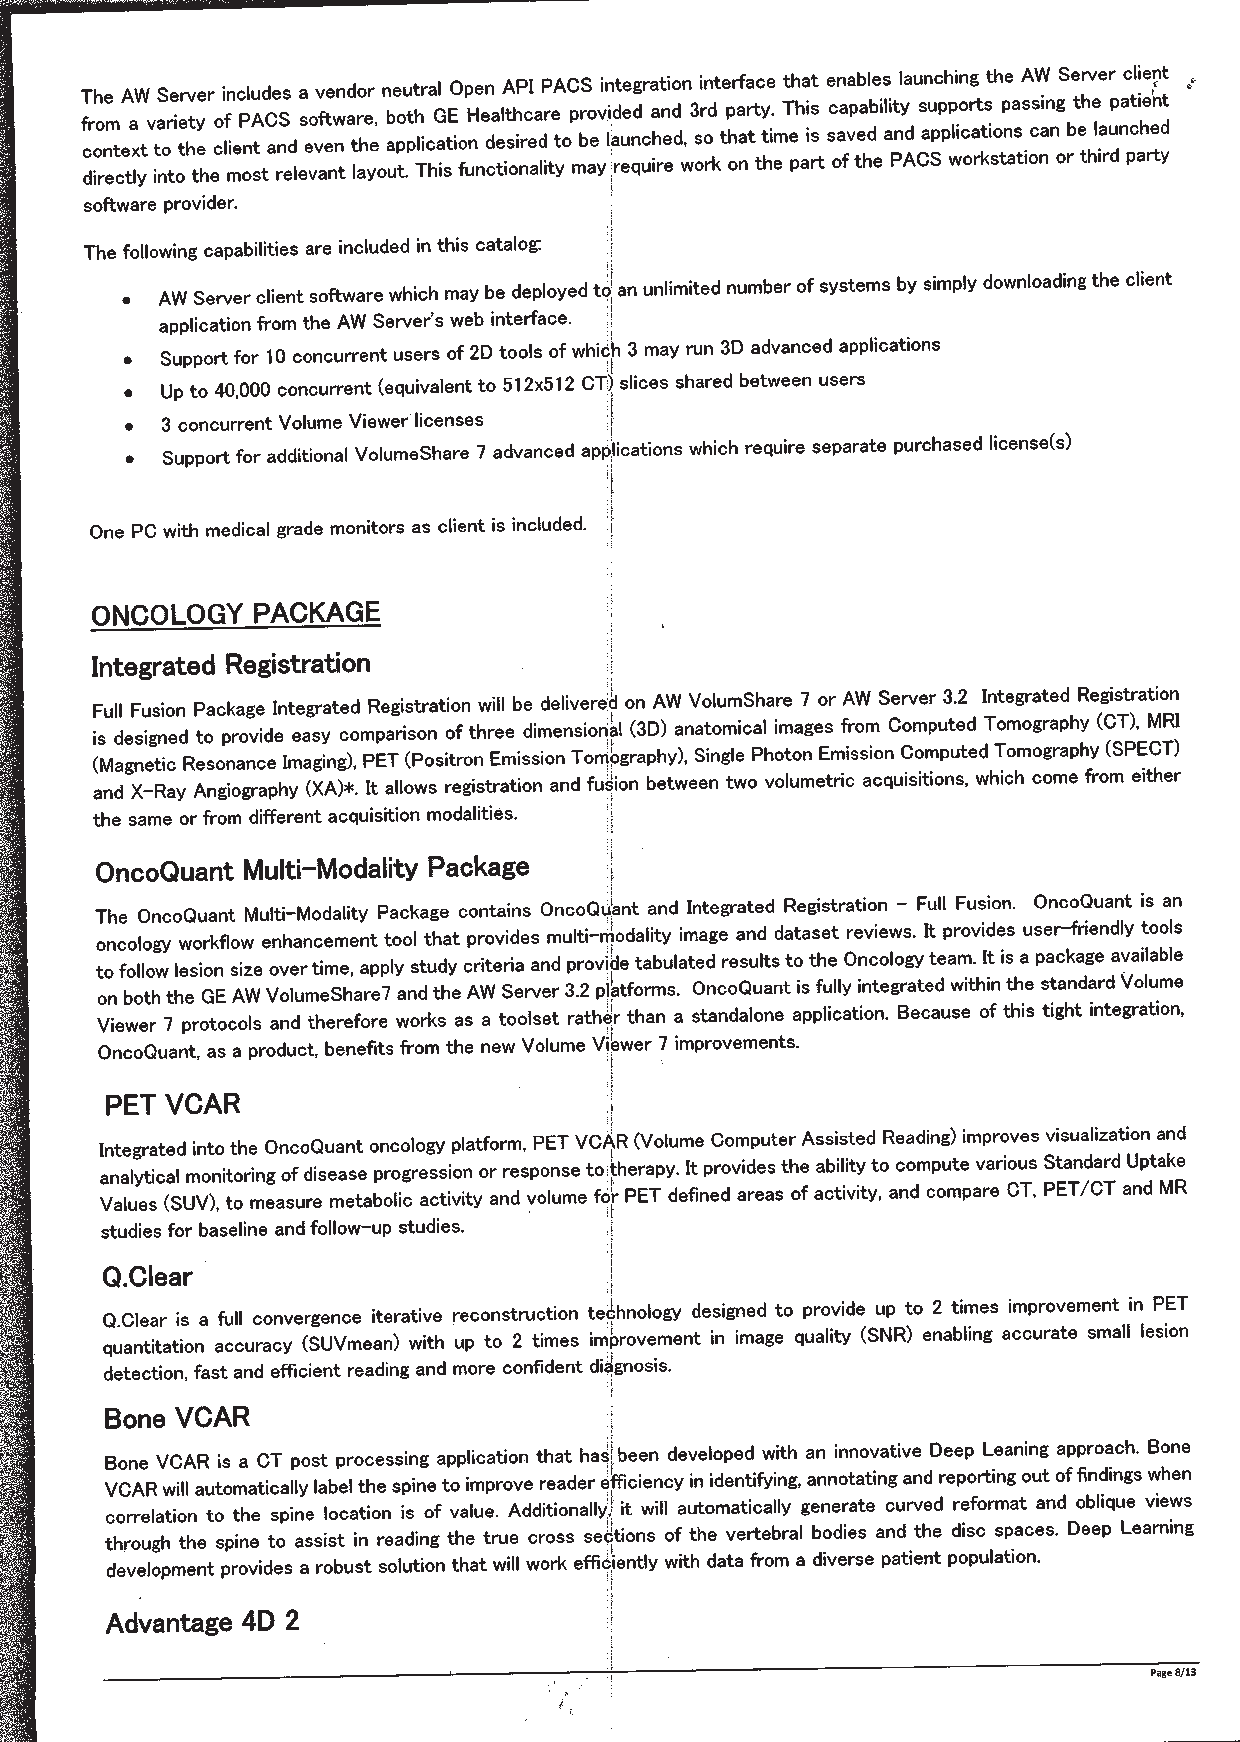 The AW Server includes a vendor neutral Open API PACS integration interface that enables launching the AW Server client
from a variety of PACS software, both GE Healthcare provided and 3rd party. This capability supports passing the patient
context to the client and even the application desired to be launched, so that time is saved and applications can be launched
directly into the most relevant layout. This functionality may require work on the part of the PACS workstation or third party
software provider.
The following capabilities are included in this catalog:
• AW Server client software which may be deployed to an unlimited number of systems by simply downloading the client
application from the AW Server's web interface.
• Support for 10 concurrent users of 2D tools of which 3 may run 3D advanced applications
• Up to 40,000 concurrent (equivalent to 512x512 CT) slices shared between users
• 3 concurrent Volume Viewer licenses
• Support for additional VolumeShare 7 advanced applications which require separate purchased license(s)
One PC with medical grade monitors as client is included.
ONCOLOGY PACKAGE
Integrated Registration
Full Fusion Package Integrated Registration will be delivered on AW VolumShare 7 or AW Server 3.2 Integrated Registration
is designed to provide easy comparison of three dimensional (3D) anatomical images from Computed Tomography (CT), MRI
(Magnetic Resonance Imaging), PET (Positron Emission Tomography), Single Photon Emission Computed Tomography (SPECT)
and X-Ray Angiography (XA)*. It allows registration and fusion between two volumetric acquisitions, which come from either
the same or from different acquisition modalities.
OncoQuant Multi-Modality Package
The OncoQuant Multi-Modality Package contains OncoQuant and Integrated Registration - Full Fusion. OncoQuant is an
oncology workflow enhancement tool that provides multi-modality image and dataset reviews. It provides user-friendly tools
to follow lesion size over time, apply study criteria and provide tabulated results to the Oncology team. It is a package available
on both the GE AW VolumeShare7 and the AW Server 3.2 platforms. OncoQuant is fully integrated within the standard Volume
Viewer 7 protocols and therefore works as a toolset rather than a standalone application. Because of this tight integration,
OncoQuant, as a product, benefits from the new Volume Viewer 7 improvements.
PET VCAR
Integrated into the OncoQuant oncology platform, PET VCAR (Volume Computer Assisted Reading) improves visualization and
analytical monitoring of disease progression or response to therapy. It provides the ability to compute various Standard Uptake
Values (SUV), to measure metabolic activity and volume for PET defined areas of activity, and compare CT, PET/CT and MR
studies for baseline and follow-up studies.
Q.Clear
Q.Clear is a full convergence iterative reconstruction technology designed to provide up to 2 times improvement in PET
quantitation accuracy (SUVmean) with up to 2 times improvement in image quality (SNR) enabling accurate small lesion
detection, fast and efficient reading and more confident diagnosis.
Bone VCAR
Bone VCAR is a CT post processing application that has been developed with an innovative Deep Leaning approach. Bone
VCAR will automatically label the spine to improve reader efficiency in identifying, annotating and reporting out of findings when
correlation to the spine location is of value. Additionally, it will automatically generate curved reformat and oblique views
through the spine to assist in reading the true cross sections of the vertebral bodies and the disc spaces. Deep Learning
development provides a robust solution that will work efficiently with data from a diverse patient population.
Advantage 4D 2
Page 8/13